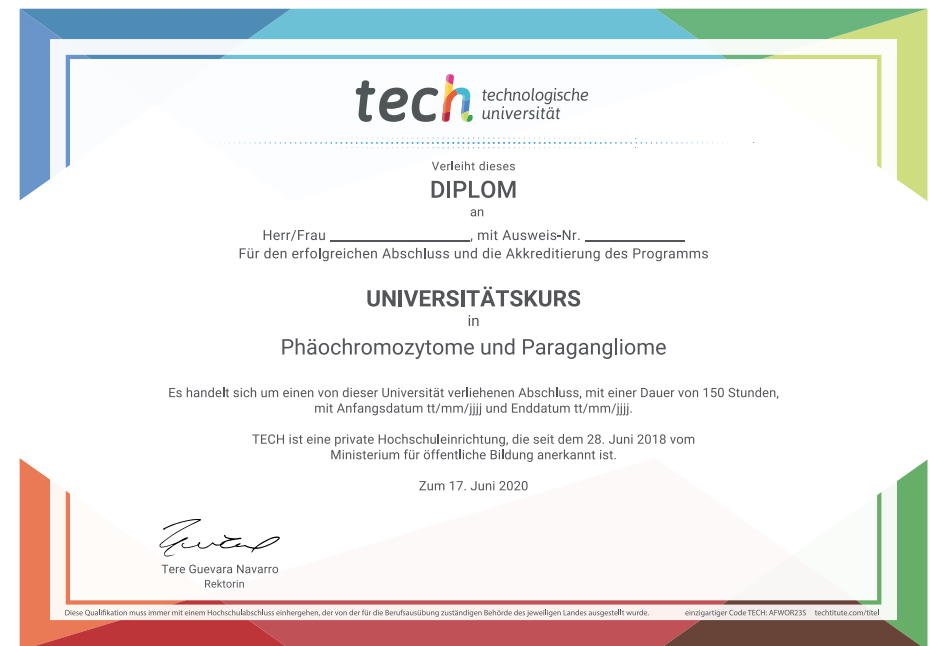 tech technologische
universität
Verleiht dieses
DIPLOM
an
Herr/Frau ____________________, mit Ausweis-Nr. ______________
Für den erfolgreichen Abschluss und die Akkreditierung des Programms
UNIVERSITÄTSKURS
in
Phäochromozytome und Paragangliome
Es handelt sich um einen von dieser Universität verliehenen Abschluss, mit einer Dauer von 150 Stunden,
mit Anfangsdatum tt/mm/jjjj und Enddatum tt/mm/jjjj.
TECH ist eine private Hochschuleinrichtung, die seit dem 28. Juni 2018 vom
Ministerium für öffentliche Bildung anerkannt ist.
Zum 17. Juni 2020
Tere Guevara Navarro
Rektorin
Diese Qualifikation muss immer mit einem Hochschulabschluss einhergehen, der von der für die Berufsausübung zuständigen Behörde des jeweiligen Landes ausgestellt wurde. einzigartiger Code TECH: AFWOR23S techtitute.com/titel